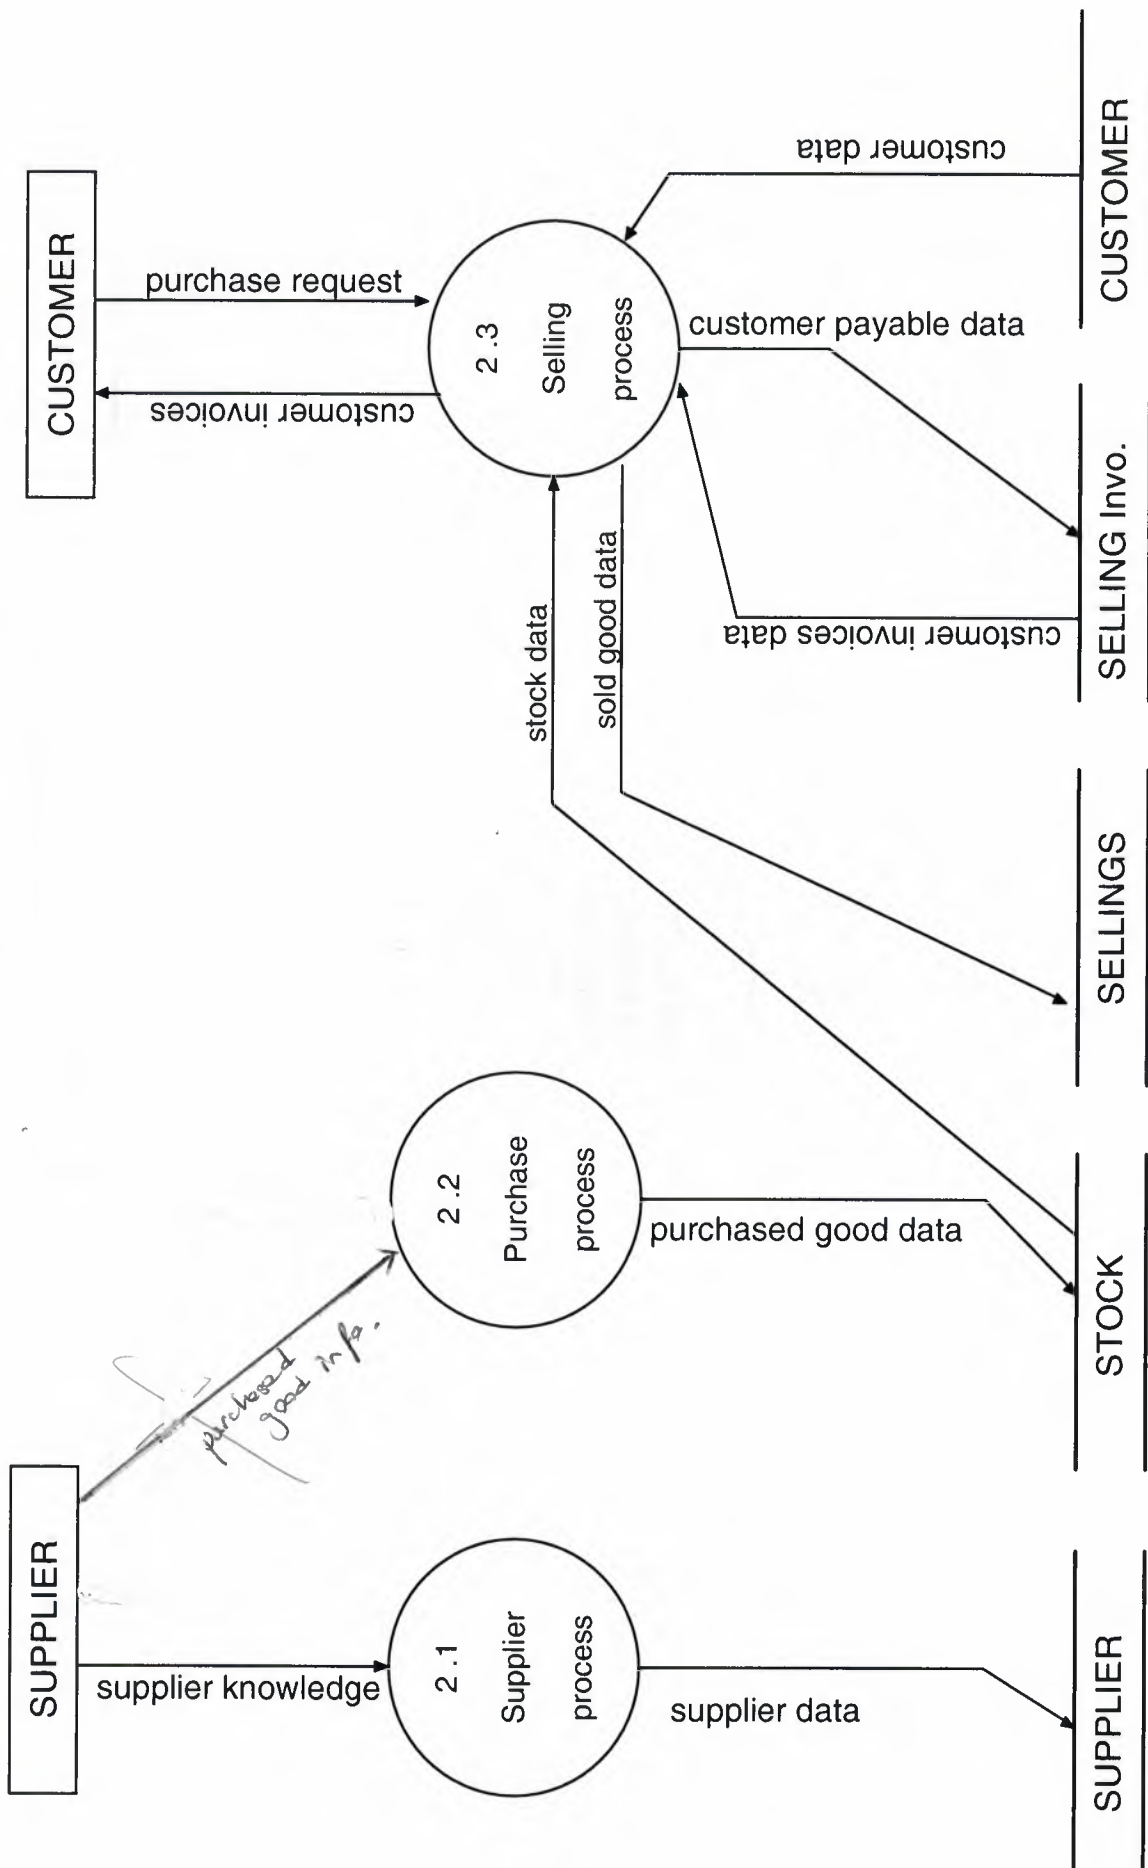 SUPPLIER
CUSTOMER
supplier knowledge
purchased
good info.
purchase request
customer invoices
2.1
Supplier
process
2.2
Purchase
process
2.3
Selling
process
stock data
sold good data
supplier data
purchased good data
customer invoices data
customer payable data
customer data
SUPPLIER
STOCK
SELLINGS
SELLING Invo.
CUSTOMER